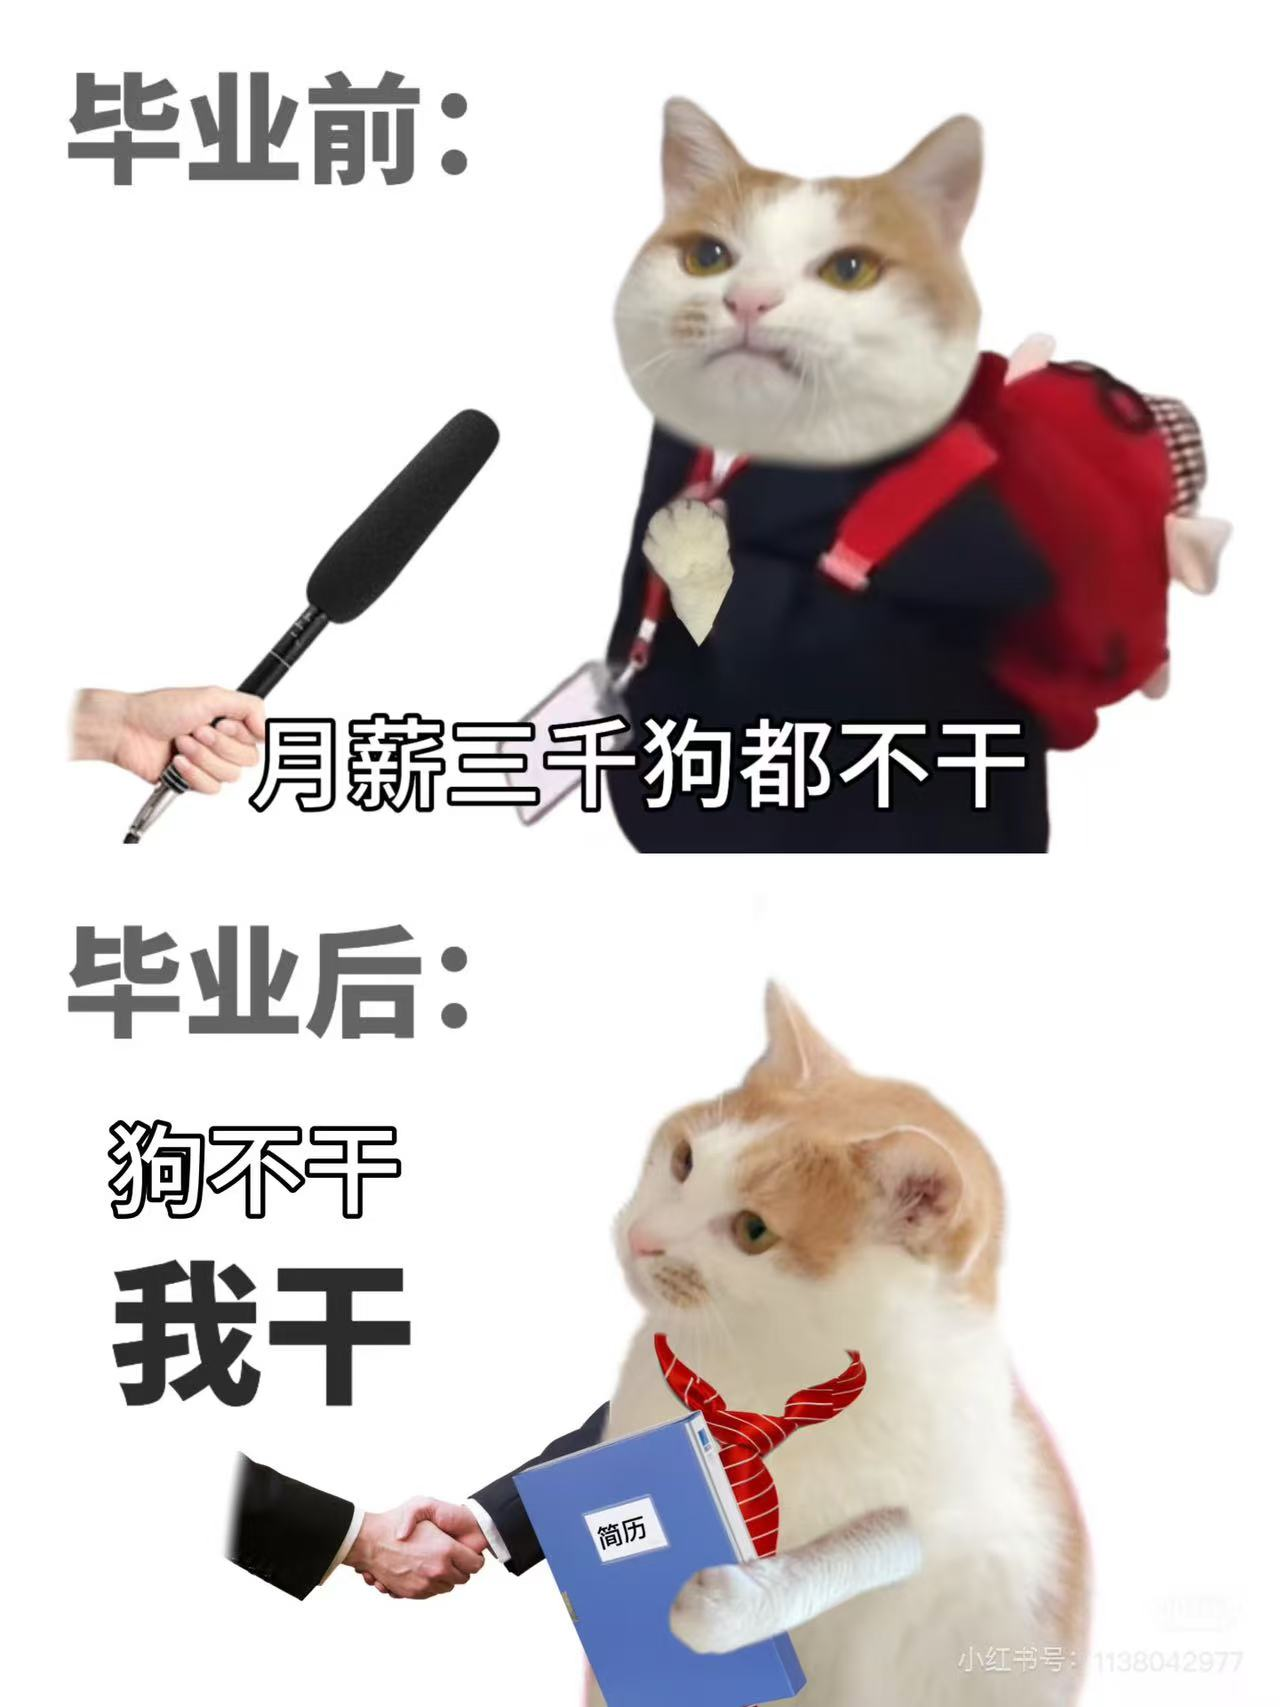 毕业前：
月薪三千狗都不干
毕业后：
狗不干
我干
简历
小红书号：1138042977